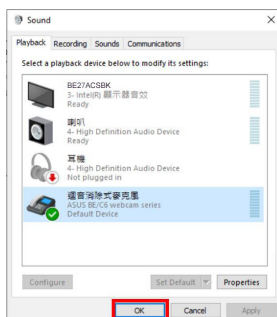 Sound
Playback Recording Sounds Communications
Select a playback device below to modify its settings:
BE27ACSBK
3- Intel(R) 顯示器音效
Ready
喇叭
4- High Definition Audio Device
Ready
耳機
4- High Definition Audio Device
Not plugged in
迴音消除式麥克風
ASUS BE/C6 webcam series
Default Device
Configure Set Default Properties
OK Cancel Apply